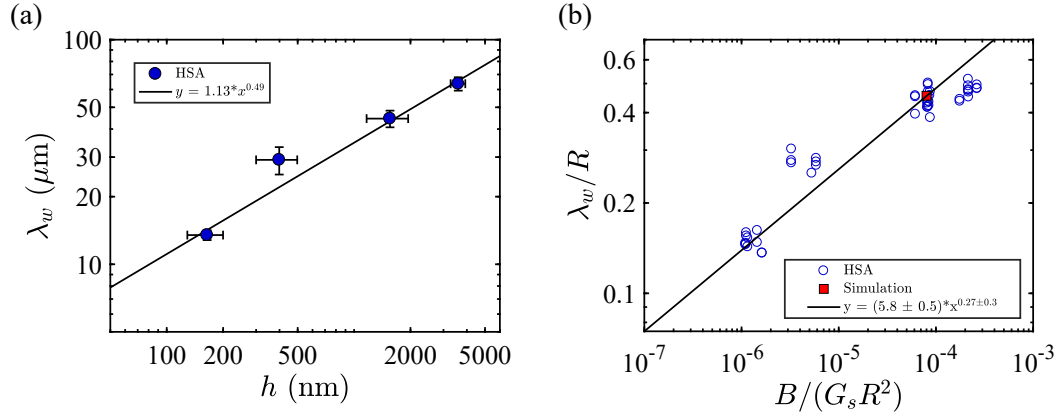 (a)
100
50
30
20
10
λw (μm)
HSA
y = 1.13*x^0.49
100 200 500 2000 5000
h (nm)
(b)
0.6
0.4
0.2
0.1
λw/R
HSA
Simulation
y = (5.8 ± 0.5)*x^0.27±0.3
10^-7 10^-6 10^-5 10^-4 10^-3
B/(GsR^2)